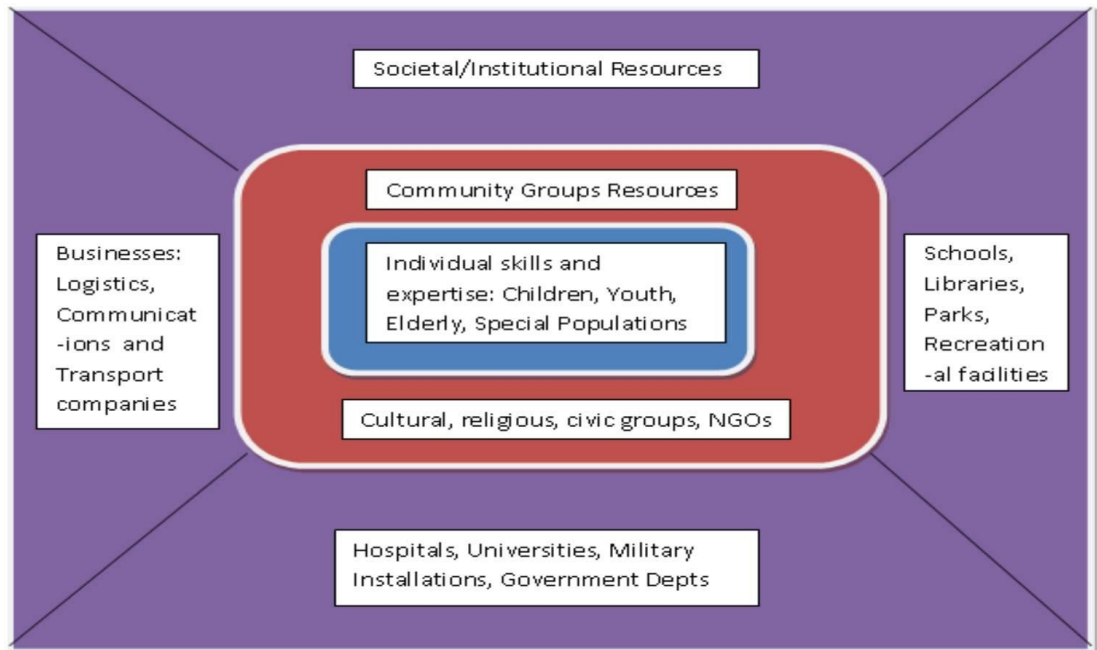 Societal/Institutional Resources
Community Groups Resources
Businesses:
Logistics,
Communicat
-ions and
Transport
companies
Individual skills and
expertise: Children, Youth,
Elderly, Special Populations
Schools,
Libraries,
Parks,
Recreation
-al facilities
Cultural, religious, civic groups, NGOs
Hospitals, Universities, Military
Installations, Government Depts